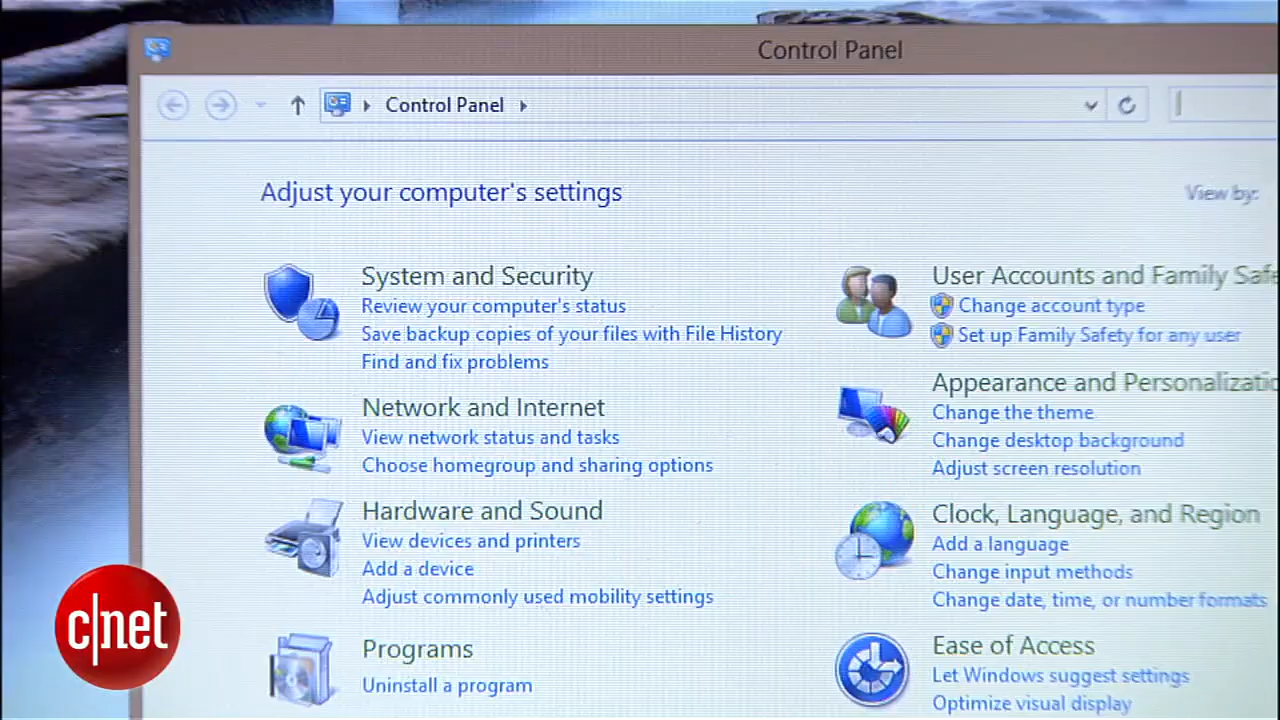 Control Panel
Control Panel
Adjust your computer's settings
View by:
System and Security
Review your computer's status
Save backup copies of your files with File History
Find and fix problems
Network and Internet
View network status and tasks
Choose homegroup and sharing options
Hardware and Sound
View devices and printers
Add a device
Adjust commonly used mobility settings
Programs
Uninstall a program
User Accounts and Family Safe
Change account type
Set up Family Safety for any user
Appearance and Personalizatio
Change the theme
Change desktop background
Adjust screen resolution
Clock, Language, and Region
Add a language
Change input methods
Change date, time, or number formats
Ease of Access
Let Windows suggest settings
Optimize visual display
c|net